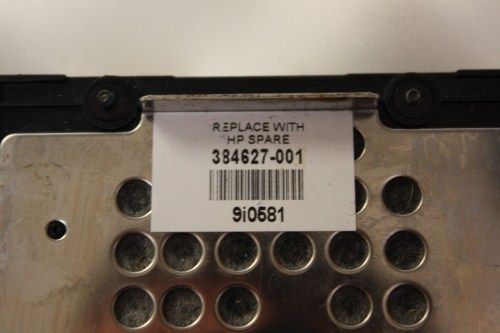 REPLACE WITH
HP SPARE
384627-001
9i0581